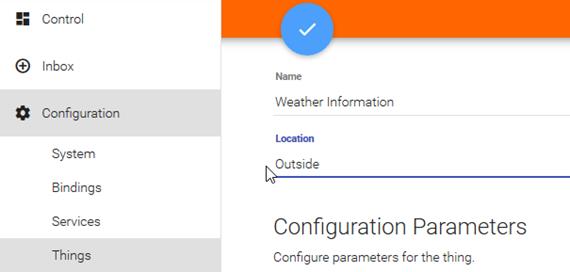 Control
Inbox
Configuration
System
Bindings
Services
Things
Name
Weather Information
Location
Outside
Configuration Parameters
Configure parameters for the thing.